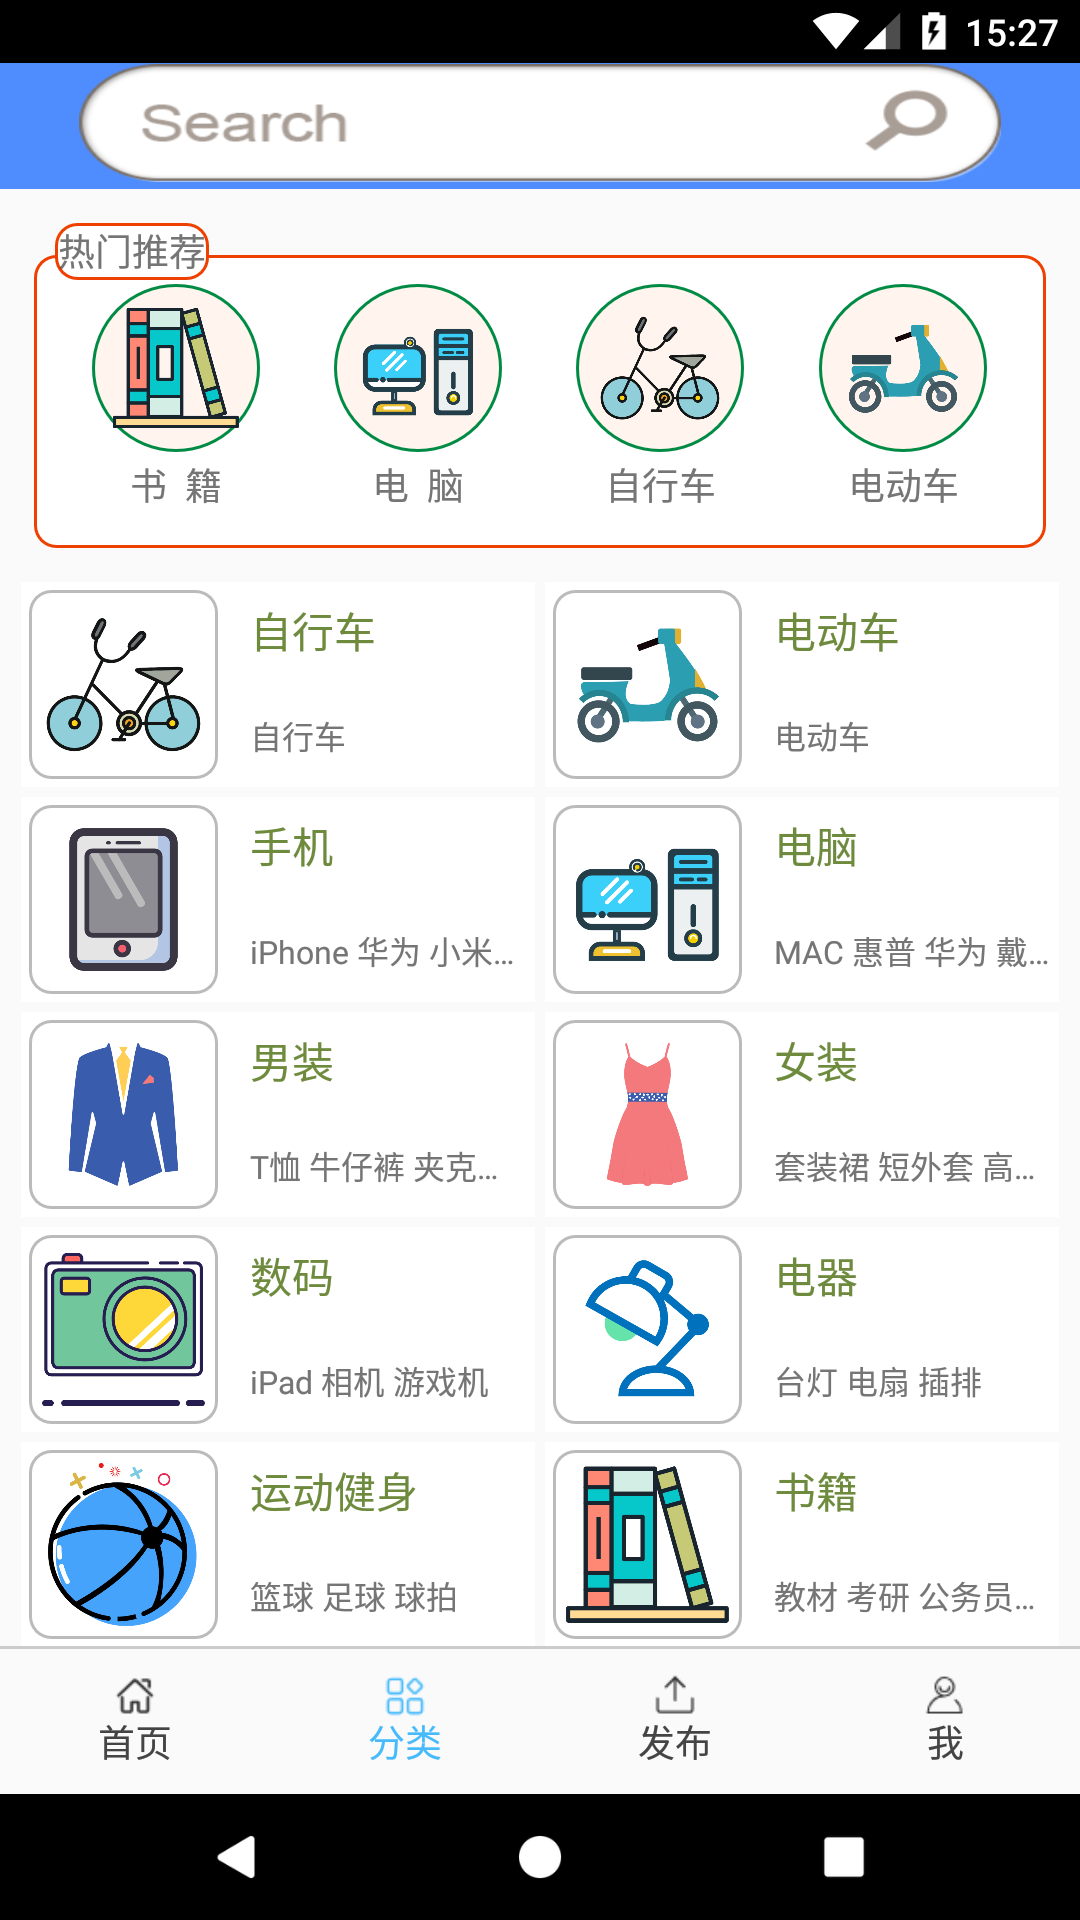 15:27
Search
热门推荐
书 籍
电 脑
自行车
电动车
自行车
自行车
电动车
电动车
手机
iPhone 华为 小米...
电脑
MAC 惠普 华为 戴...
男装
T恤 牛仔裤 夹克...
女装
套装裙 短外套 高...
数码
iPad 相机 游戏机
电器
台灯 电扇 插排
运动健身
篮球 足球 球拍
书籍
教材 考研 公务员...
首页
分类
发布
我